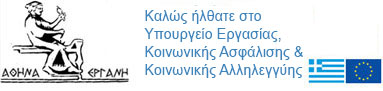 Καλώς ήλθατε στο
Υπουργείο Εργασίας,
Κοινωνικής Ασφάλισης &
Κοινωνικής Αλληλεγγύης
ΑΘΗΝΑ ΕΡΓΑΝΗ